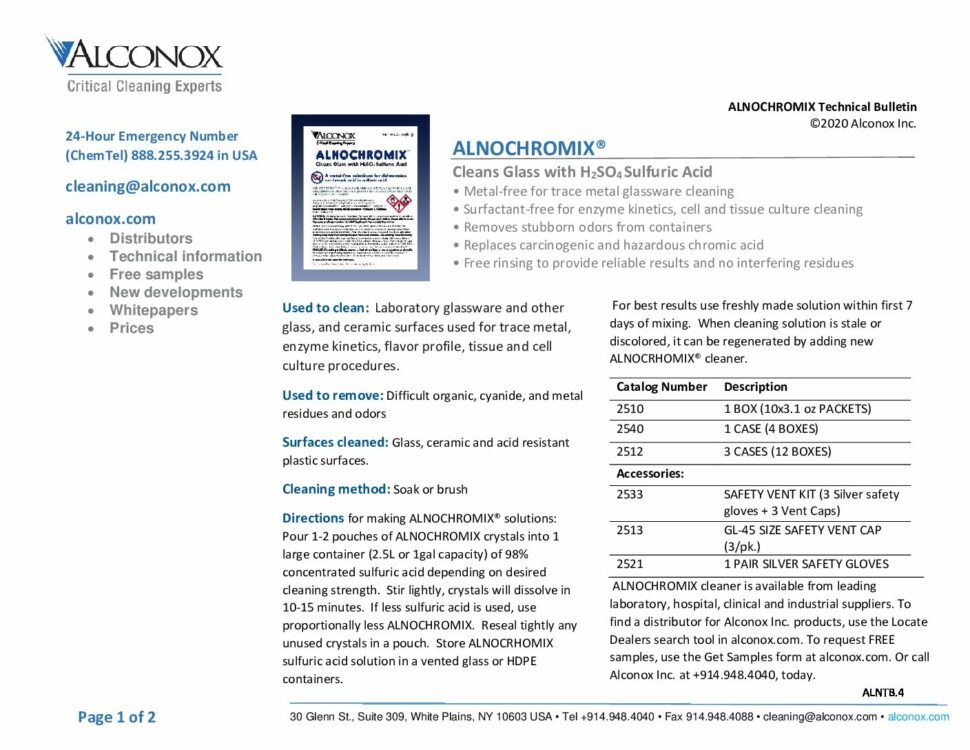 ALCONOX
Critical Cleaning Experts
24-Hour Emergency Number
(ChemTel) 888.255.3924 in USA
cleaning@alconox.com
alconox.com
• Distributors
• Technical information
• Free samples
• New developments
• Whitepapers
• Prices
ALCONOX
ALNOCHROMIX
Cleans Glass with H₂SO₄ Sulfuric Acid
ALNOCHROMIX Technical Bulletin
©2020 Alconox Inc.
ALNOCHROMIX®
Cleans Glass with H₂SO₄ Sulfuric Acid
• Metal-free for trace metal glassware cleaning
• Surfactant-free for enzyme kinetics, cell and tissue culture cleaning
• Removes stubborn odors from containers
• Replaces carcinogenic and hazardous chromic acid
• Free rinsing to provide reliable results and no interfering residues
Used to clean: Laboratory glassware and other
glass, and ceramic surfaces used for trace metal,
enzyme kinetics, flavor profile, tissue and cell
culture procedures.
Used to remove: Difficult organic, cyanide, and metal
residues and odors
Surfaces cleaned: Glass, ceramic and acid resistant
plastic surfaces.
Cleaning method: Soak or brush
Directions for making ALNOCHROMIX® solutions:
Pour 1-2 pouches of ALNOCHROMIX crystals into 1
large container (2.5L or 1gal capacity) of 98%
concentrated sulfuric acid depending on desired
cleaning strength. Stir lightly, crystals will dissolve in
10-15 minutes. If less sulfuric acid is used, use
proportionally less ALNOCHROMIX. Reseal tightly any
unused crystals in a pouch. Store ALNOCRHOMIX
sulfuric acid solution in a vented glass or HDPE
containers.
For best results use freshly made solution within first 7
days of mixing. When cleaning solution is stale or
discolored, it can be regenerated by adding new
ALNOCRHOMIX® cleaner.
Catalog Number Description
2510 1 BOX (10x3.1 oz PACKETS)
2540 1 CASE (4 BOXES)
2512 3 CASES (12 BOXES)
Accessories:
2533 SAFETY VENT KIT (3 Silver safety
gloves + 3 Vent Caps)
2513 GL-45 SIZE SAFETY VENT CAP
(3/pk.)
2521 1 PAIR SILVER SAFETY GLOVES
ALNOCHROMIX cleaner is available from leading
laboratory, hospital, clinical and industrial suppliers. To
find a distributor for Alconox Inc. products, use the Locate
Dealers search tool in alconox.com. To request FREE
samples, use the Get Samples form at alconox.com. Or call
Alconox Inc. at +914.948.4040, today.
ALNTB.4
Page 1 of 2
30 Glenn St., Suite 309, White Plains, NY 10603 USA • Tel +914.948.4040 • Fax 914.948.4088 • cleaning@alconox.com • alconox.com